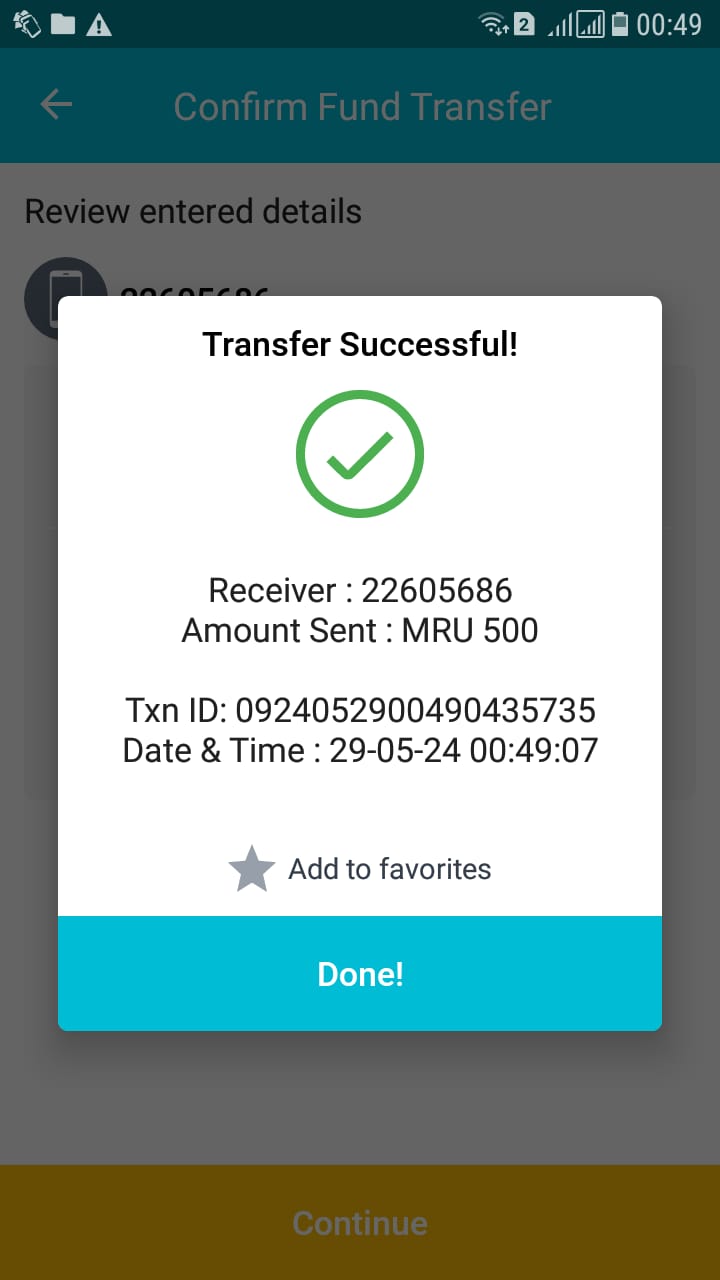 2
00:49
Confirm Fund Transfer
Review entered details
22605686
Transfer Successful!
Receiver : 22605686
Amount Sent : MRU 500
Txn ID: 0924052900490435735
Date & Time : 29-05-24 00:49:07
Add to favorites
Done!
Continue